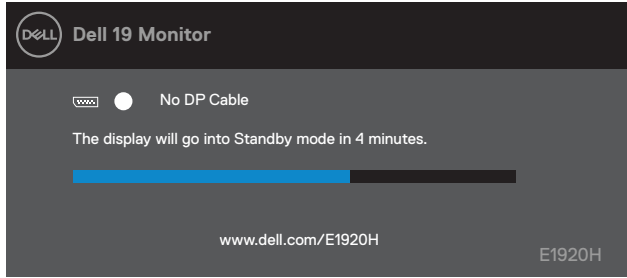 DELL
Dell 19 Monitor
No DP Cable
The display will go into Standby mode in 4 minutes.
www.dell.com/E1920H
E1920H